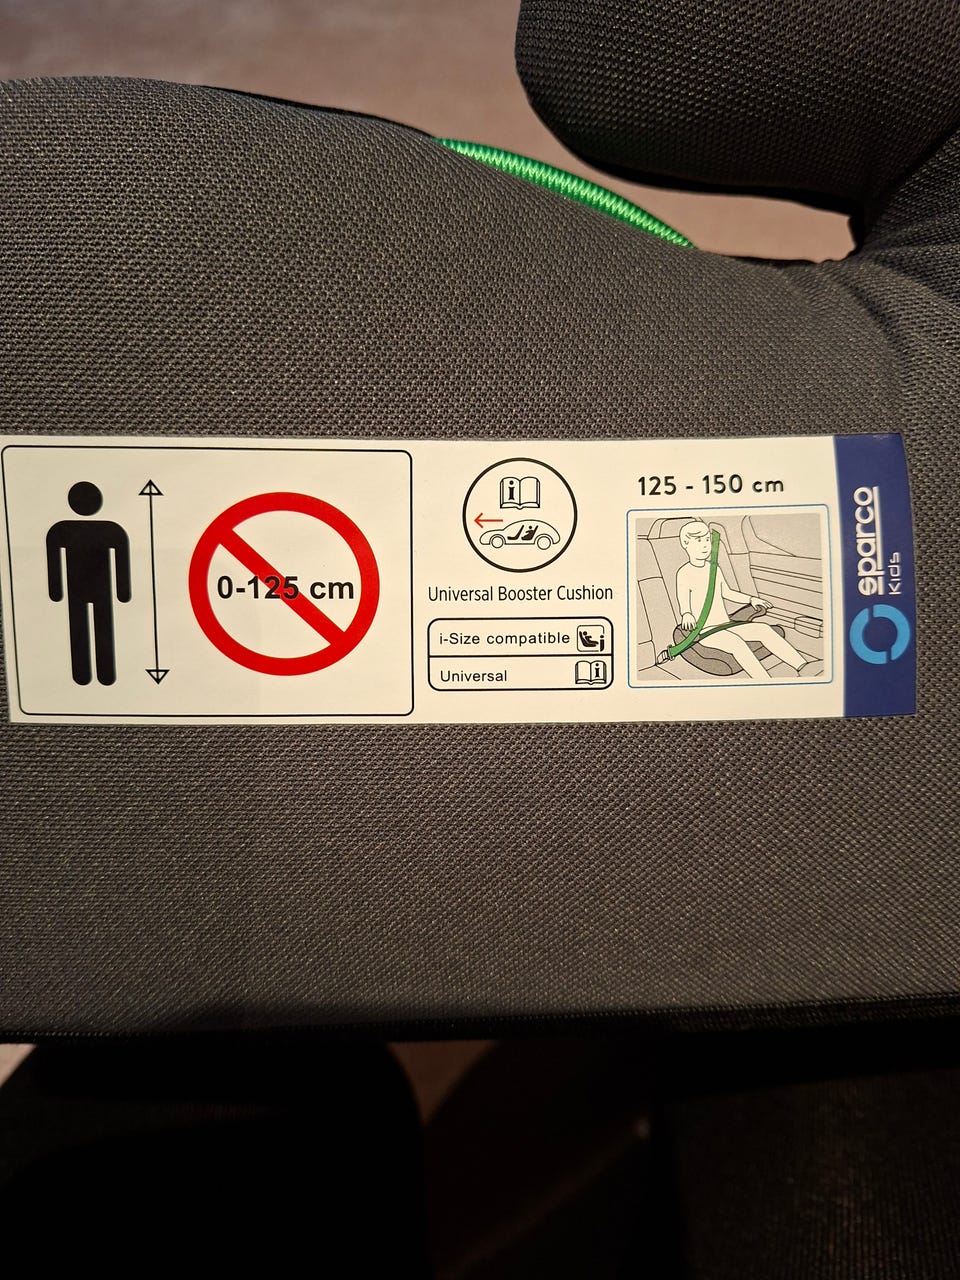 0-125 cm
Universal Booster Cushion
i-Size compatible
Universal
125 - 150 cm
sparco
Kids